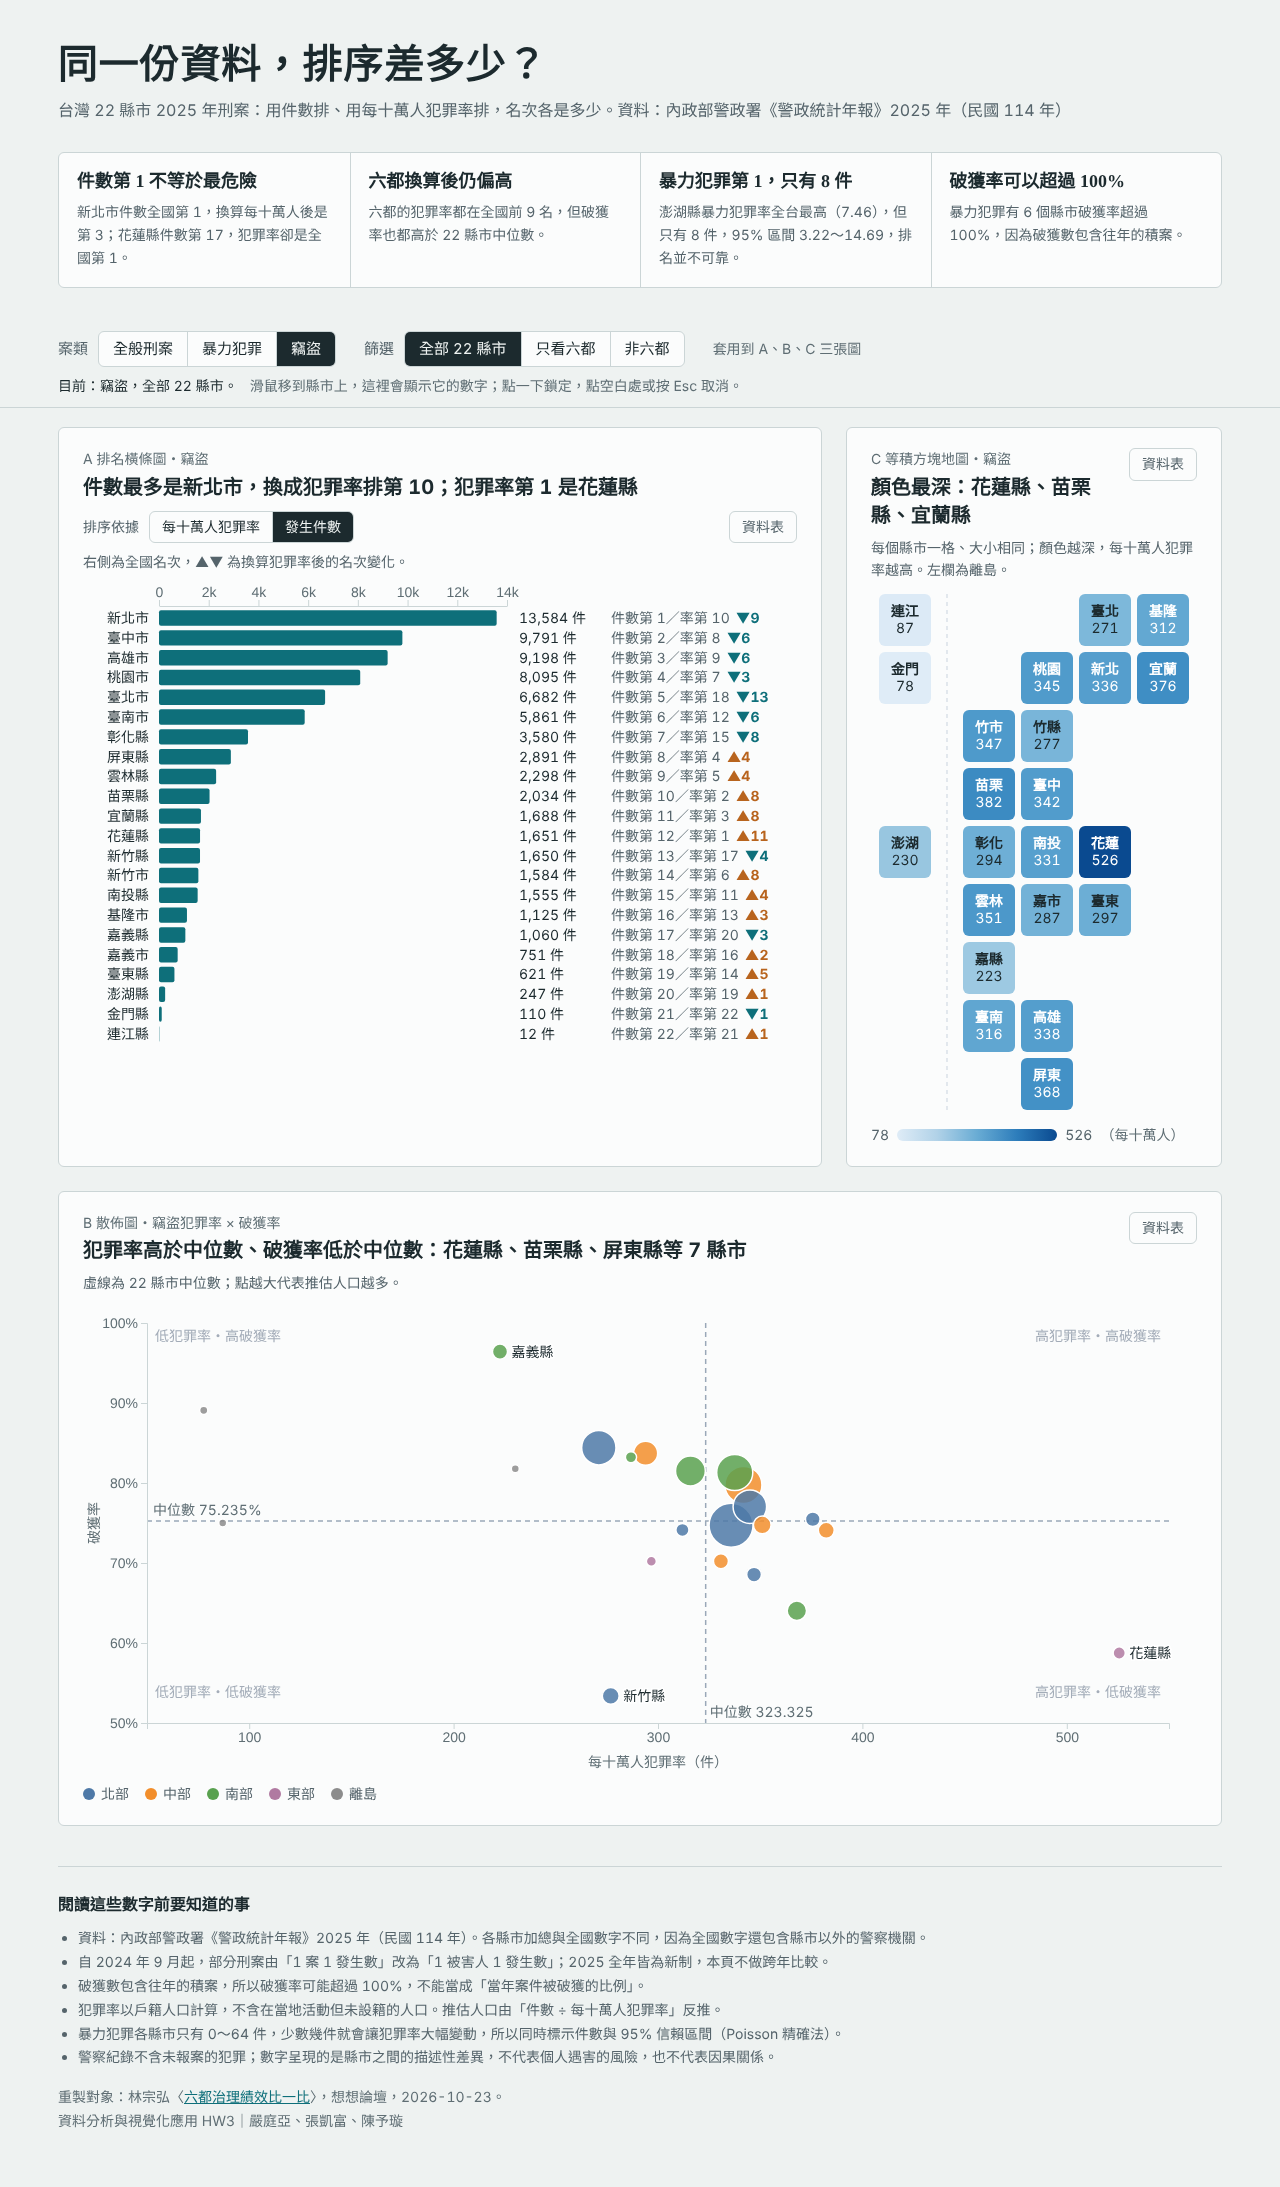 同一份資料，排序差多少？
台灣 22 縣市 2025 年刑案：用件數排、用每十萬人犯罪率排，名次各是多少。資料：內政部警政署《警政統計年報》2025 年（民國 114 年）
件數第 1 不等於最危險
新北市件數全國第 1，換算每十萬人後是
第 3；花蓮縣件數第 17，犯罪率卻是全
國第 1。
六都換算後仍偏高
六都的犯罪率都在全國前 9 名，但破獲
率也都高於 22 縣市中位數。
暴力犯罪第 1，只有 8 件
澎湖縣暴力犯罪率全台最高（7.46），但
只有 8 件，95% 區間 3.22～14.69，排
名並不可靠。
破獲率可以超過 100%
暴力犯罪有 6 個縣市破獲率超過
100%，因為破獲數包含往年的積案。
案類 全般刑案 暴力犯罪 竊盜 篩選 全部 22 縣市 只看六都 非六都 套用到 A、B、C 三張圖
目前：竊盜，全部 22 縣市。 滑鼠移到縣市上，這裡會顯示它的數字；點一下鎖定，點空白處或按 Esc 取消。
A 排名橫條圖・竊盜
件數最多是新北市，換成犯罪率排第 10；犯罪率第 1 是花蓮縣
排序依據 每十萬人犯罪率 發生件數 資料表
右側為全國名次，▲▼ 為換算犯罪率後的名次變化。
0 2k 4k 6k 8k 10k 12k 14k
新北市 13,584 件 件數第 1／率第 10 ▼9
臺中市 9,791 件 件數第 2／率第 8 ▼6
高雄市 9,198 件 件數第 3／率第 9 ▼6
桃園市 8,095 件 件數第 4／率第 7 ▼3
臺北市 6,682 件 件數第 5／率第 18 ▼13
臺南市 5,861 件 件數第 6／率第 12 ▼6
彰化縣 3,580 件 件數第 7／率第 15 ▼8
屏東縣 2,891 件 件數第 8／率第 4 ▲4
雲林縣 2,298 件 件數第 9／率第 5 ▲4
苗栗縣 2,034 件 件數第 10／率第 2 ▲8
宜蘭縣 1,688 件 件數第 11／率第 3 ▲8
花蓮縣 1,651 件 件數第 12／率第 1 ▲11
新竹縣 1,650 件 件數第 13／率第 17 ▼4
新竹市 1,584 件 件數第 14／率第 6 ▲8
南投縣 1,555 件 件數第 15／率第 11 ▲4
基隆市 1,125 件 件數第 16／率第 13 ▲3
嘉義縣 1,060 件 件數第 17／率第 20 ▼3
嘉義市 751 件 件數第 18／率第 16 ▲2
臺東縣 621 件 件數第 19／率第 14 ▲5
澎湖縣 247 件 件數第 20／率第 19 ▲1
金門縣 110 件 件數第 21／率第 22 ▼1
連江縣 12 件 件數第 22／率第 21 ▲1
C 等積方塊地圖・竊盜
資料表
顏色最深：花蓮縣、苗栗
縣、宜蘭縣
每個縣市一格、大小相同；顏色越深，每十萬人犯罪
率越高。左欄為離島。
連江 臺北 基隆
87 271 312
金門 桃園 新北 宜蘭
78 345 336 376
竹市 竹縣
347 277
苗栗 臺中
382 342
澎湖 彰化 南投 花蓮
230 294 331 526
雲林 嘉市 臺東
351 287 297
嘉縣
223
臺南 高雄
316 338
屏東
368
78 526 （每十萬人）
B 散佈圖・竊盜犯罪率 × 破獲率
資料表
犯罪率高於中位數、破獲率低於中位數：花蓮縣、苗栗縣、屏東縣等 7 縣市
虛線為 22 縣市中位數；點越大代表推估人口越多。
100%
低犯罪率・高破獲率 高犯罪率・高破獲率
嘉義縣
90%
80%
中位數 75.235%
破獲率
70%
60%
花蓮縣
低犯罪率・低破獲率 新竹縣 高犯罪率・低破獲率
中位數 323.325
50%
100 200 300 400 500
每十萬人犯罪率（件）
北部 中部 南部 東部 離島
閱讀這些數字前要知道的事
• 資料：內政部警政署《警政統計年報》2025 年（民國 114 年）。各縣市加總與全國數字不同，因為全國數字還包含縣市以外的警察機關。
• 自 2024 年 9 月起，部分刑案由「1 案 1 發生數」改為「1 被害人 1 發生數」；2025 全年皆為新制，本頁不做跨年比較。
• 破獲數包含往年的積案，所以破獲率可能超過 100%，不能當成「當年案件被破獲的比例」。
• 犯罪率以戶籍人口計算，不含在當地活動但未設籍的人口。推估人口由「件數 ÷ 每十萬人犯罪率」反推。
• 暴力犯罪各縣市只有 0～64 件，少數幾件就會讓犯罪率大幅變動，所以同時標示件數與 95% 信賴區間（Poisson 精確法）。
• 警察紀錄不含未報案的犯罪；數字呈現的是縣市之間的描述性差異，不代表個人遇害的風險，也不代表因果關係。
重製對象：林宗弘〈六都治理績效比一比〉，想想論壇，2026-10-23。
資料分析與視覺化應用 HW3｜嚴庭亞、張凱富、陳予璇